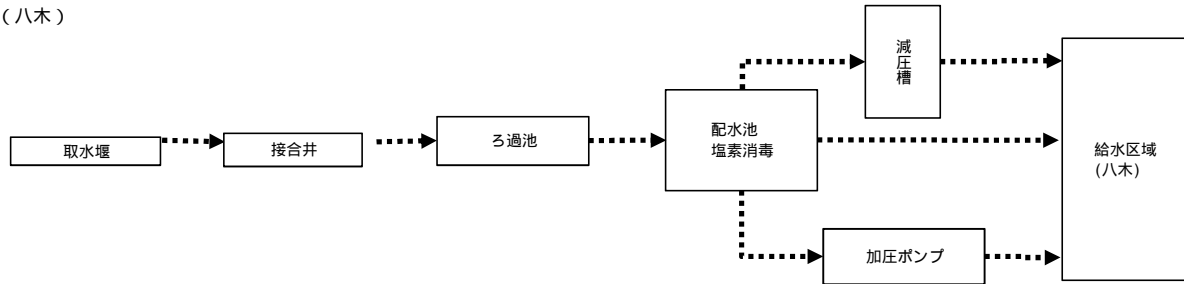 (八木)
取水堰
接合井
ろ過池
配水池
塩素消毒
減圧槽
加圧ポンプ
給水区域
(八木)